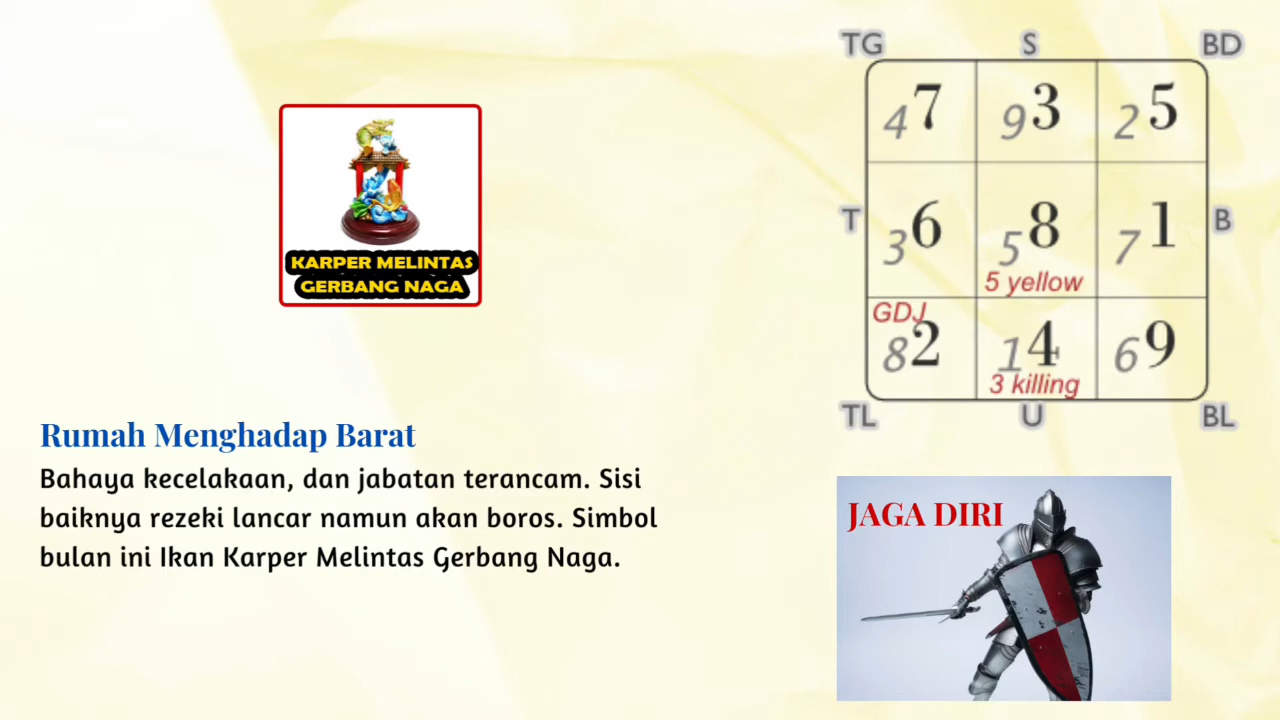 TG S BD
47 93 25
T 36 58 71 B
5 yellow
GDJ
82 14 69
3 killing
TL U BL
KARPER MELINTAS
GERBANG NAGA
Rumah Menghadap Barat
Bahaya kecelakaan, dan jabatan terancam. Sisi
baiknya rezeki lancar namun akan boros. Simbol
bulan ini Ikan Karper Melintas Gerbang Naga.
JAGA DIRI